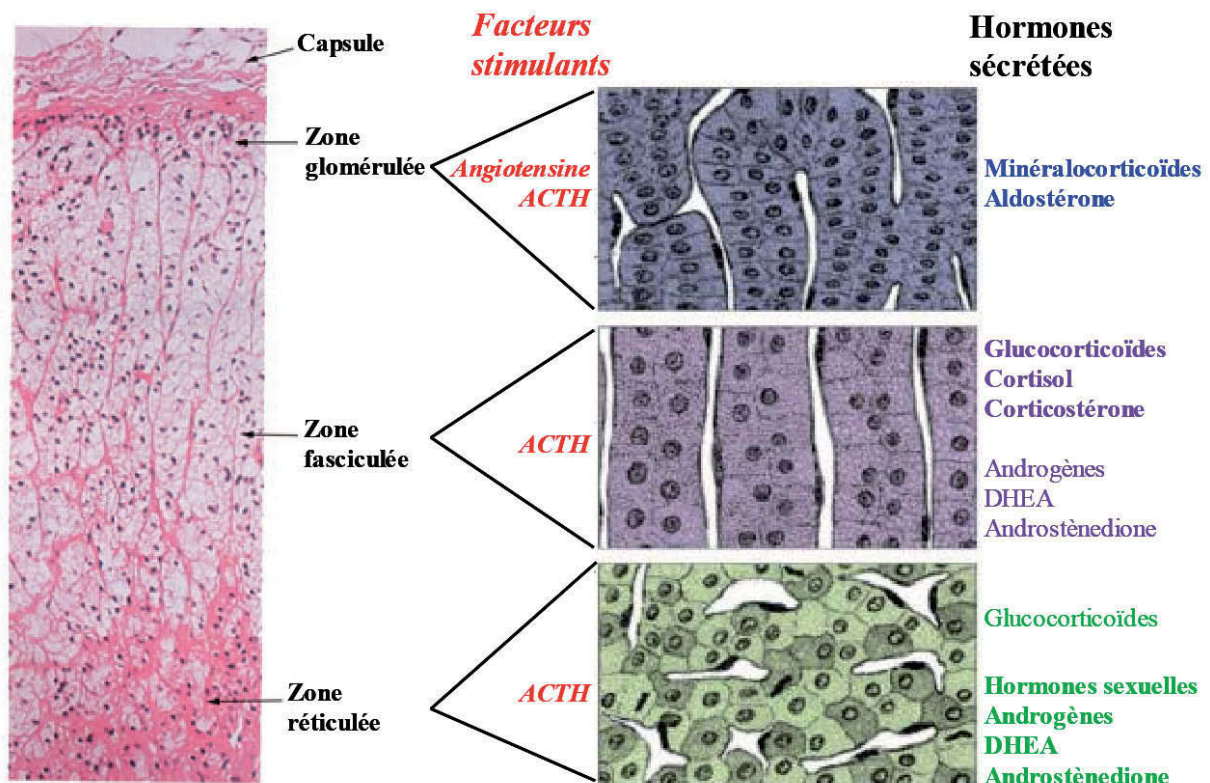 Capsule
Facteurs
stimulants
Hormones
sécrétées
Zone
glomérulée
Angiotensine
ACTH
Minéralocorticoïdes
Aldostérone
Zone
fasciculée
ACTH
Glucocorticoïdes
Cortisol
Corticostérone
Androgènes
DHEA
Androstènedione
Zone
réticulée
ACTH
Glucocorticoïdes
Hormones sexuelles
Androgènes
DHEA
Androstènedione